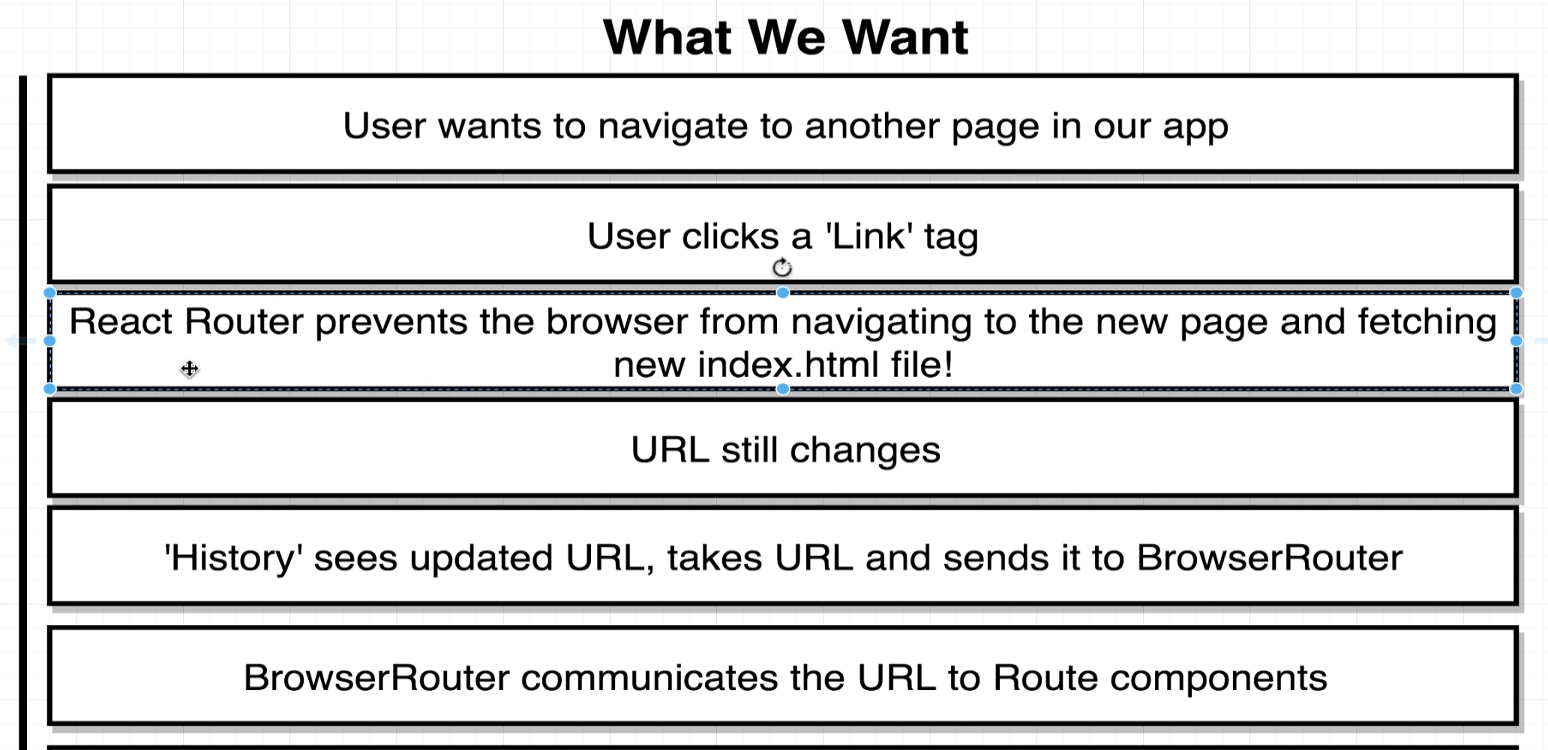 What We Want
User wants to navigate to another page in our app
User clicks a 'Link' tag
React Router prevents the browser from navigating to the new page and fetching
new index.html file!
URL still changes
'History' sees updated URL, takes URL and sends it to BrowserRouter
BrowserRouter communicates the URL to Route components